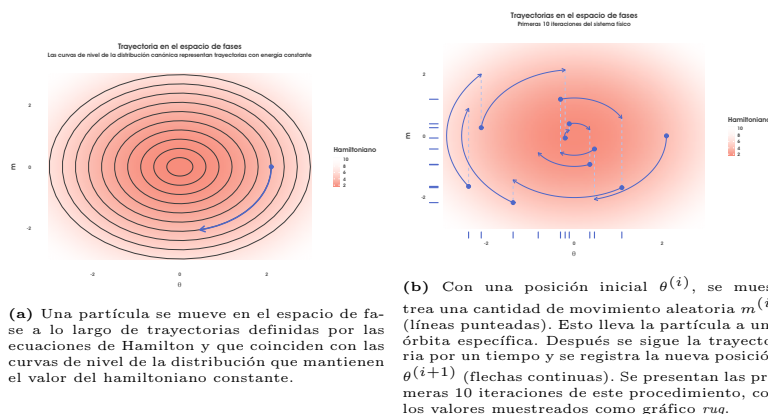 Trayectoria en el espacio de fases
Las curvas de nivel de la distribución canónica representan trayectorias con energía constante
2
0
-2
m
-2
0
2
θ
Hamiltoniano
10
8
6
4
2
(a) Una partícula se mueve en el espacio de fa-
se a lo largo de trayectorias definidas por las
ecuaciones de Hamilton y que coinciden con las
curvas de nivel de la distribución que mantienen
el valor del hamiltoniano constante.
Trayectoria en el espacio de fases
Primeras 10 iteraciones del sistema físico
2
0
-2
m
-2
0
2
θ
Hamiltoniano
10
8
6
4
2
(b) Con una posición inicial θ(i), se mues
trea una cantidad de movimiento aleatoria m(i
(líneas punteadas). Esto lleva la partícula a un
órbita específica. Después se sigue la trayecto
ria por un tiempo y se registra la nueva posició
θ(i+1) (flechas continuas). Se presentan las pr
meras 10 iteraciones de este procedimiento, co
los valores muestreados como gráfico rug.